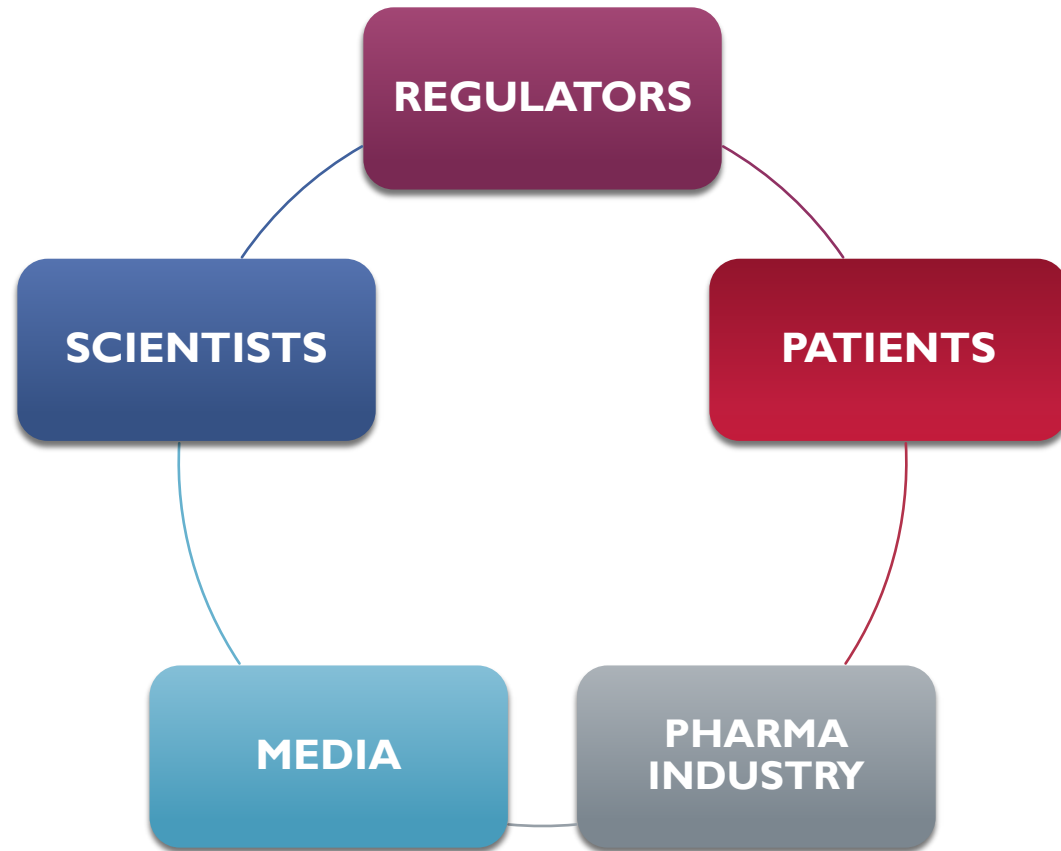 REGULATORS
SCIENTISTS
PATIENTS
MEDIA
PHARMA
INDUSTRY